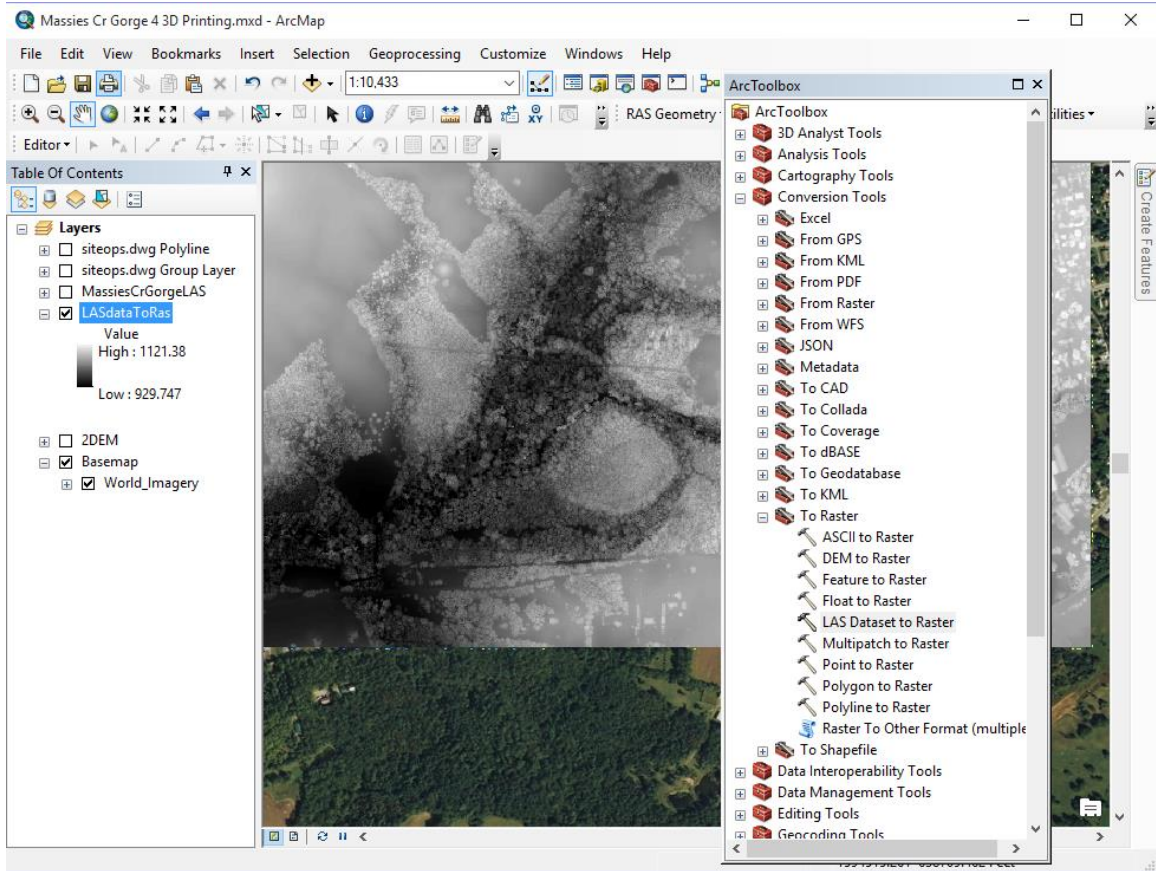 Massies Cr Gorge 4 3D Printing.mxd - ArcMap
File Edit View Bookmarks Insert Selection Geoprocessing Customize Windows Help
1:10,433
RAS Geometry
ilities
Editor
Table Of Contents
Layers
siteops.dwg Polyline
siteops.dwg Group Layer
MassiesCrGorgeLAS
LASdataToRas
Value
High : 1121.38
Low : 929.747
2DEM
Basemap
World_Imagery
ArcToolbox
ArcToolbox
3D Analyst Tools
Analysis Tools
Cartography Tools
Conversion Tools
Excel
From GPS
From KML
From PDF
From Raster
From WFS
JSON
Metadata
To CAD
To Collada
To Coverage
To dBASE
To Geodatabase
To KML
To Raster
ASCII to Raster
DEM to Raster
Feature to Raster
Float to Raster
LAS Dataset to Raster
Multipatch to Raster
Point to Raster
Polygon to Raster
Polyline to Raster
Raster To Other Format (multiple
To Shapefile
Data Interoperability Tools
Data Management Tools
Editing Tools
Geocoding Tools
Create Features